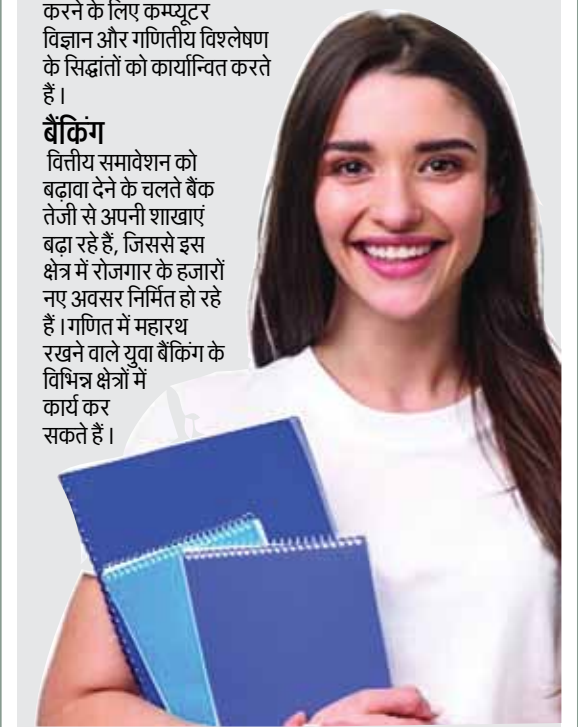 करने के लिए कम्प्यूटर
विज्ञान और गणितीय विश्लेषण
के सिद्धांतों को कार्यान्वित करते
हैं।
बैंकिंग
वित्तीय समावेशन को
बढ़ावा देने के चलते बैंक
तेजी से अपनी शाखाएं
बढ़ा रहे हैं, जिससे इस
क्षेत्र में रोजगार के हजारों
नए अवसर निर्मित हो रहे
हैं।गणित में महारथ
रखने वाले युवा बैंकिंग के
विभिन्न क्षेत्रों में
कार्य कर
सकते हैं।